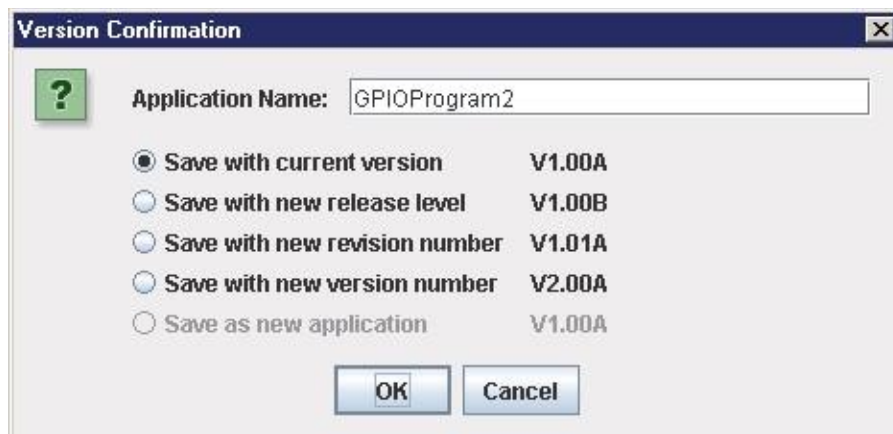 Version Confirmation
?
Application Name: GPIOProgram2
Save with current version V1.00A
Save with new release level V1.00B
Save with new revision number V1.01A
Save with new version number V2.00A
Save as new application V1.00A
OK Cancel